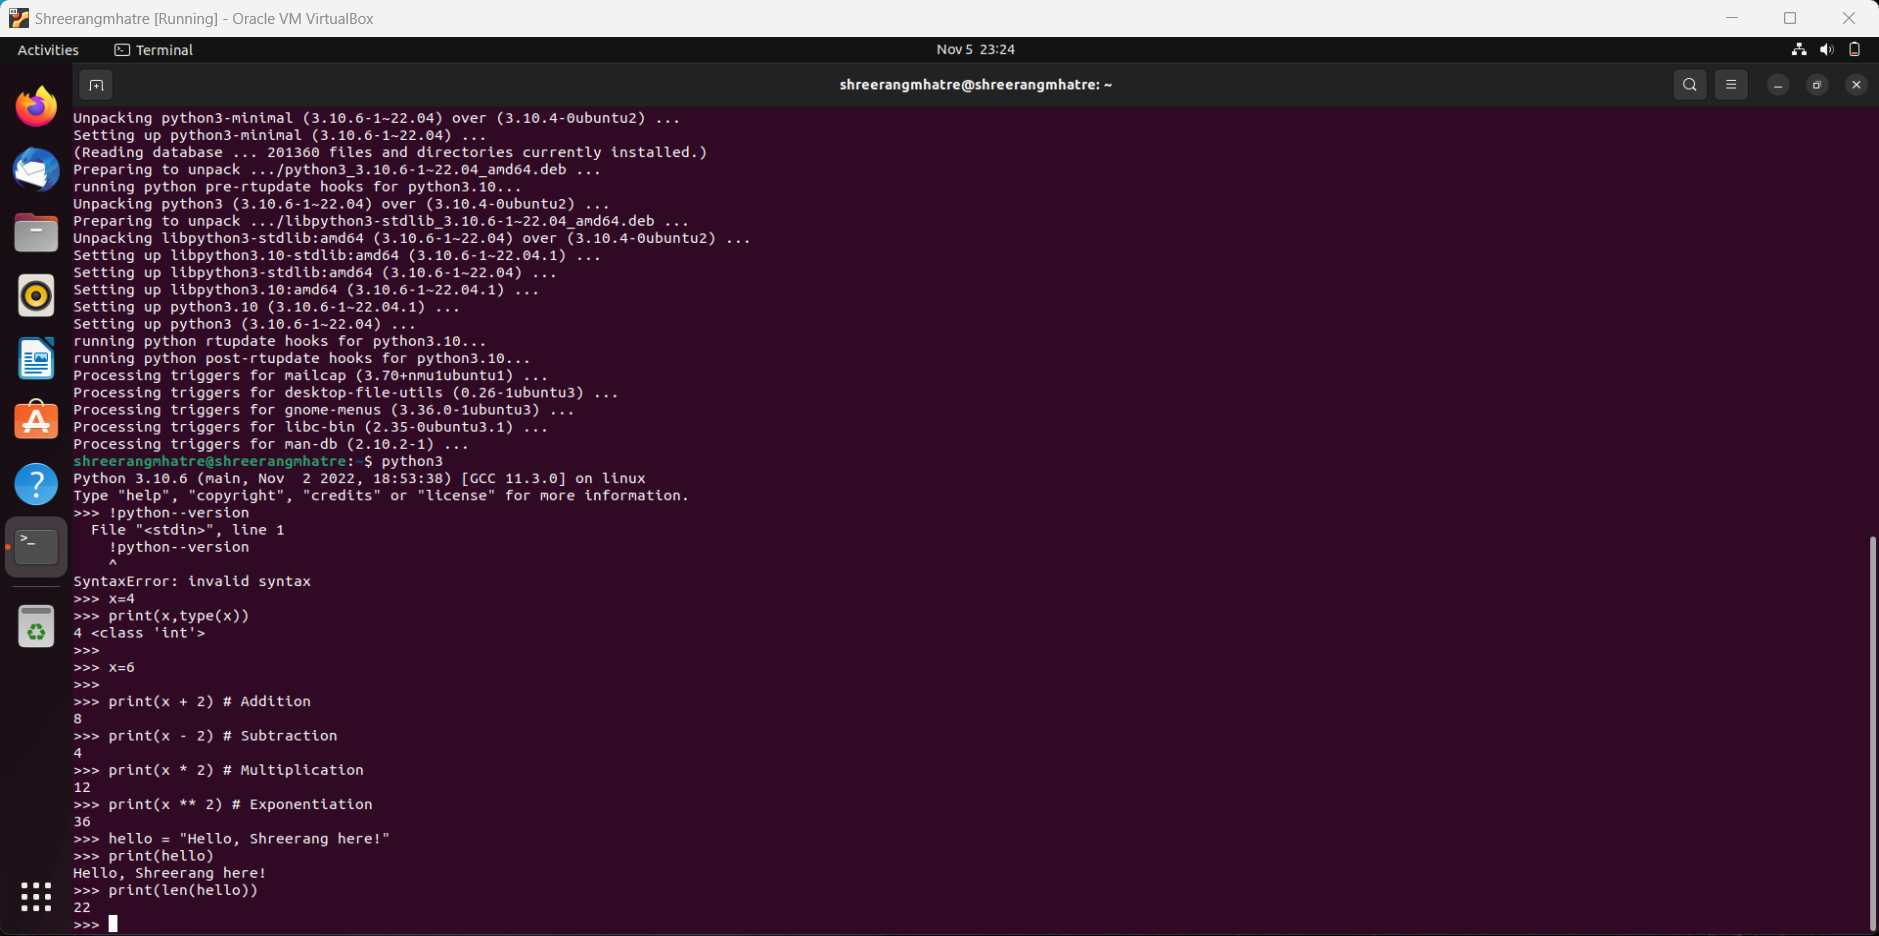 Shreerangmhatre [Running] - Oracle VM VirtualBox
Activities Terminal Nov 5 23:24
shreerangmhatre@shreerangmhatre: ~
Unpacking python3-minimal (3.10.6-1~22.04) over (3.10.4-0ubuntu2) ...
Setting up python3-minimal (3.10.6-1~22.04) ...
(Reading database ... 201360 files and directories currently installed.)
Preparing to unpack .../python3_3.10.6-1~22.04_amd64.deb ...
running python pre-rtupdate hooks for python3.10...
Unpacking python3 (3.10.6-1~22.04) over (3.10.4-0ubuntu2) ...
Preparing to unpack .../libpython3-stdlib_3.10.6-1~22.04_amd64.deb ...
Unpacking libpython3-stdlib:amd64 (3.10.6-1~22.04) over (3.10.4-0ubuntu2) ...
Setting up libpython3.10-stdlib:amd64 (3.10.6-1~22.04.1) ...
Setting up libpython3-stdlib:amd64 (3.10.6-1~22.04) ...
Setting up libpython3.10:amd64 (3.10.6-1~22.04.1) ...
Setting up python3.10 (3.10.6-1~22.04.1) ...
Setting up python3 (3.10.6-1~22.04) ...
running python rtupdate hooks for python3.10...
running python post-rtupdate hooks for python3.10...
Processing triggers for mailcap (3.70+nmu1ubuntu1) ...
Processing triggers for desktop-file-utils (0.26-1ubuntu3) ...
Processing triggers for gnome-menus (3.36.0-1ubuntu3) ...
Processing triggers for libc-bin (2.35-0ubuntu3.1) ...
Processing triggers for man-db (2.10.2-1) ...
shreerangmhatre@shreerangmhatre:~$ python3
Python 3.10.6 (main, Nov  2 2022, 18:53:38) [GCC 11.3.0] on linux
Type "help", "copyright", "credits" or "license" for more information.
>>> !python--version
  File "<stdin>", line 1
    !python--version
    ^
SyntaxError: invalid syntax
>>> x=4
>>> print(x,type(x))
4 <class 'int'>
>>>
>>> x=6
>>>
>>> print(x + 2) # Addition
8
>>> print(x - 2) # Subtraction
4
>>> print(x * 2) # Multiplication
12
>>> print(x ** 2) # Exponentiation
36
>>> hello = "Hello, Shreerang here!"
>>> print(hello)
Hello, Shreerang here!
>>> print(len(hello))
22
>>>